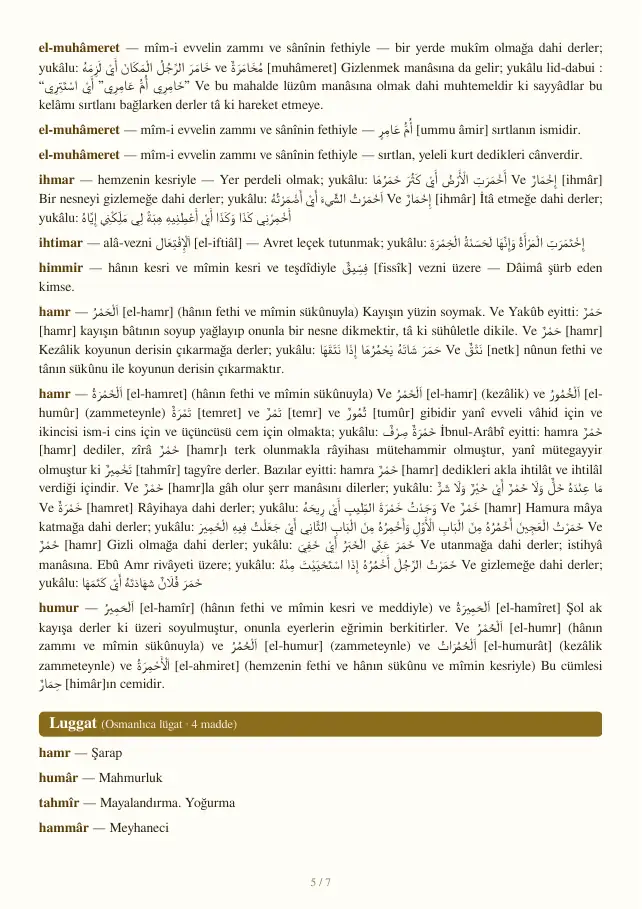 el-muhâmeret — mîm-i evvelin zammı ve sânînin fethiyle — bir yerde mukîm olmağa dahi derler;
yukâlu: خَامَرَ الرَّجُلُ الْمَكَانَ أَيْ لَزِمَهُ ve مُخَامَرَةٌ [muhâmeret] Gizlenmek manâsına da gelir; yukâlu lid-dabui :
“خَامِرِى أُمَّ عَامِرٍ” أَيْ اسْتَتِرِى” Ve bu mahalde lüzûm manâsına olmak dahi muhtemeldir ki sayyâdlar bu
kelâmı sırtlanı bağlarken derler tâ ki hareket etmeye.
el-muhâmeret — mîm-i evvelin zammı ve sânînin fethiyle — أُمُّ عَامِرٍ [ummu âmir] sırtlanın ismidir.
el-muhâmeret — mîm-i evvelin zammı ve sânînin fethiyle — sırtlan, yeleli kurt dedikleri cânverdir.
ihmar — hemzenin kesriyle — Yer perdeli olmak; yukâlu: أَخْمَرَتِ الْأَرْضُ أَيْ كَثُرَ خَمَرُهَا Ve إِخْمَارٌ [ihmâr]
Bir nesneyi gizlemeğe dahi derler; yukâlu: أَخْمَرْتُ الشَّيءَ أَيْ أَضْمَرْتُهُ Ve إِخْمَارٌ [ihmâr] İtâ etmeğe dahi derler;
yukâlu: أَخْمِرْنِى كَذَا وَكَذَا أَيْ أَعْطِنِيهِ هِبَةً لِى مَلِّكْنِى إِيَّاهُ
ihtimar — alâ-vezni اَلْاِفْتِعَالُ [el-iftiâl] — Avret leçek tutunmak; yukâlu: اِخْتَمَرَتِ الْمَرْأَةُ وَإِنَّهَا لَحَسَنَةُ الْخِمْرَةِ
himmir — hânın kesri ve mîmin kesri ve teşdîdiyle فِسِيقٌ [fissîk] vezni üzere — Dâimâ şürb eden
kimse.
hamr — اَلْخَمْرُ [el-hamr] (hânın fethi ve mîmin sükûnuyla) Kayışın yüzin soymak. Ve Yakûb eyitti: خَمْرٌ
[hamr] kayışın bâtının soyup yağlayıp onunla bir nesne dikmektir, tâ ki sühûletle dikile. Ve خَمْرٌ [hamr]
Kezâlik koyunun derisin çıkarmağa derler; yukâlu: خَمَرَ شَاتَهُ يَخْمُرُهَا إِذَا نَتَقَهَا Ve نَتْقٌ [netk] nûnun fethi ve
tânın sükûnu ile koyunun derisin çıkarmaktır.
hamr — اَلْخَمْرَةُ [el-hamret] (hânın fethi ve mîmin sükûnuyla) Ve اَلْخَمْرُ [el-hamr] (kezâlik) ve اَلْخُمُورُ [el-
humûr] (zammeteynle) تَمْرَةٌ [temret] ve تَمْرٌ [temr] ve تُمُورٌ [tumûr] gibidir yanî evveli vâhid için ve
ikincisi ism-i cins için ve üçüncüsü cem için olmakta; yukâlu: خَمْرَةٌ صِرْفٌ İbnul-Arâbî eyitti: hamra خَمْرٌ
[hamr] dediler, zîrâ خَمْرٌ [hamr]ı terk olunmakla râyihası mütehammir olmuştur, yanî mütegayyir
olmuştur ki تَخْمِيرٌ [tahmîr] tagyîre derler. Bazılar eyitti: hamra خَمْرٌ [hamr] dedikleri akla ihtilât ve ihtilâl
verdiği içindir. Ve خَمْرٌ [hamr]la gâh olur şerr manâsını dilerler; yukâlu: مَا عِنْدَهُ خَلٌّ وَلَا خَمْرٌ أَيْ خَيْرٌ وَلَا شَرٌّ
Ve خَمْرَةٌ [hamret] Râyihaya dahi derler; yukâlu: وَجَدْتُ خَمْرَةَ الطِّيبِ أَيْ رِيحَهُ Ve خَمْرٌ [hamr] Hamura mâya
katmağa dahi derler; yukâlu: خَمَرْتُ الْعَجِينَ أَخْمُرُهُ مِنَ الْبَابِ الْأَوَّلِ وَأَخْمِرُهُ مِنَ الْبَابِ الثَّانِى أَيْ جَعَلْتُ فِيهِ الْخَمِيرَ Ve
خَمْرٌ [hamr] Gizli olmağa dahi derler; yukâlu: خَمَرَ عَنِّي الْخَبَرُ أَيْ خَفِيَ Ve utanmağa dahi derler; istihyâ
manâsına. Ebû Amr rivâyeti üzere; yukâlu: خَمَرْتُ الرَّجُلَ أَخْمُرُهُ إِذَا اسْتَحْيَيْتَ مِنْهُ Ve gizlemeğe dahi derler;
yukâlu: خَمَرَ فُلَانٌ شَهَادَتَهُ أَيْ كَتَمَهَا
humur — اَلْخَمِيرُ [el-hamîr] (hânın fethi ve mîmin kesri ve meddiyle) ve اَلْخَمِيرَةُ [el-hamîret] Şol ak
kayışa derler ki üzeri soyulmuştur, onunla eyerlerin eğrimin berkitirler. Ve اَلْحُمْرُ [el-humr] (hânın
zammı ve mîmin sükûnuyla) ve اَلْحُمُرُ [el-humur] (zammeteynle) ve اَلْحُمُرَاتُ [el-humurât] (kezâlik
zammeteynle) ve اَلْأَحْمِرَةُ [el-ahmiret] (hemzenin fethi ve hânın sükûnu ve mîmin kesriyle) Bu cümlesi
حِمَارٌ [himâr]ın cemidir.
Luggat (Osmanlıca lügat · 4 madde)
hamr — Şarap
humâr — Mahmurluk
tahmîr — Mayalandırma. Yoğurma
hammâr — Meyhaneci
5 / 7